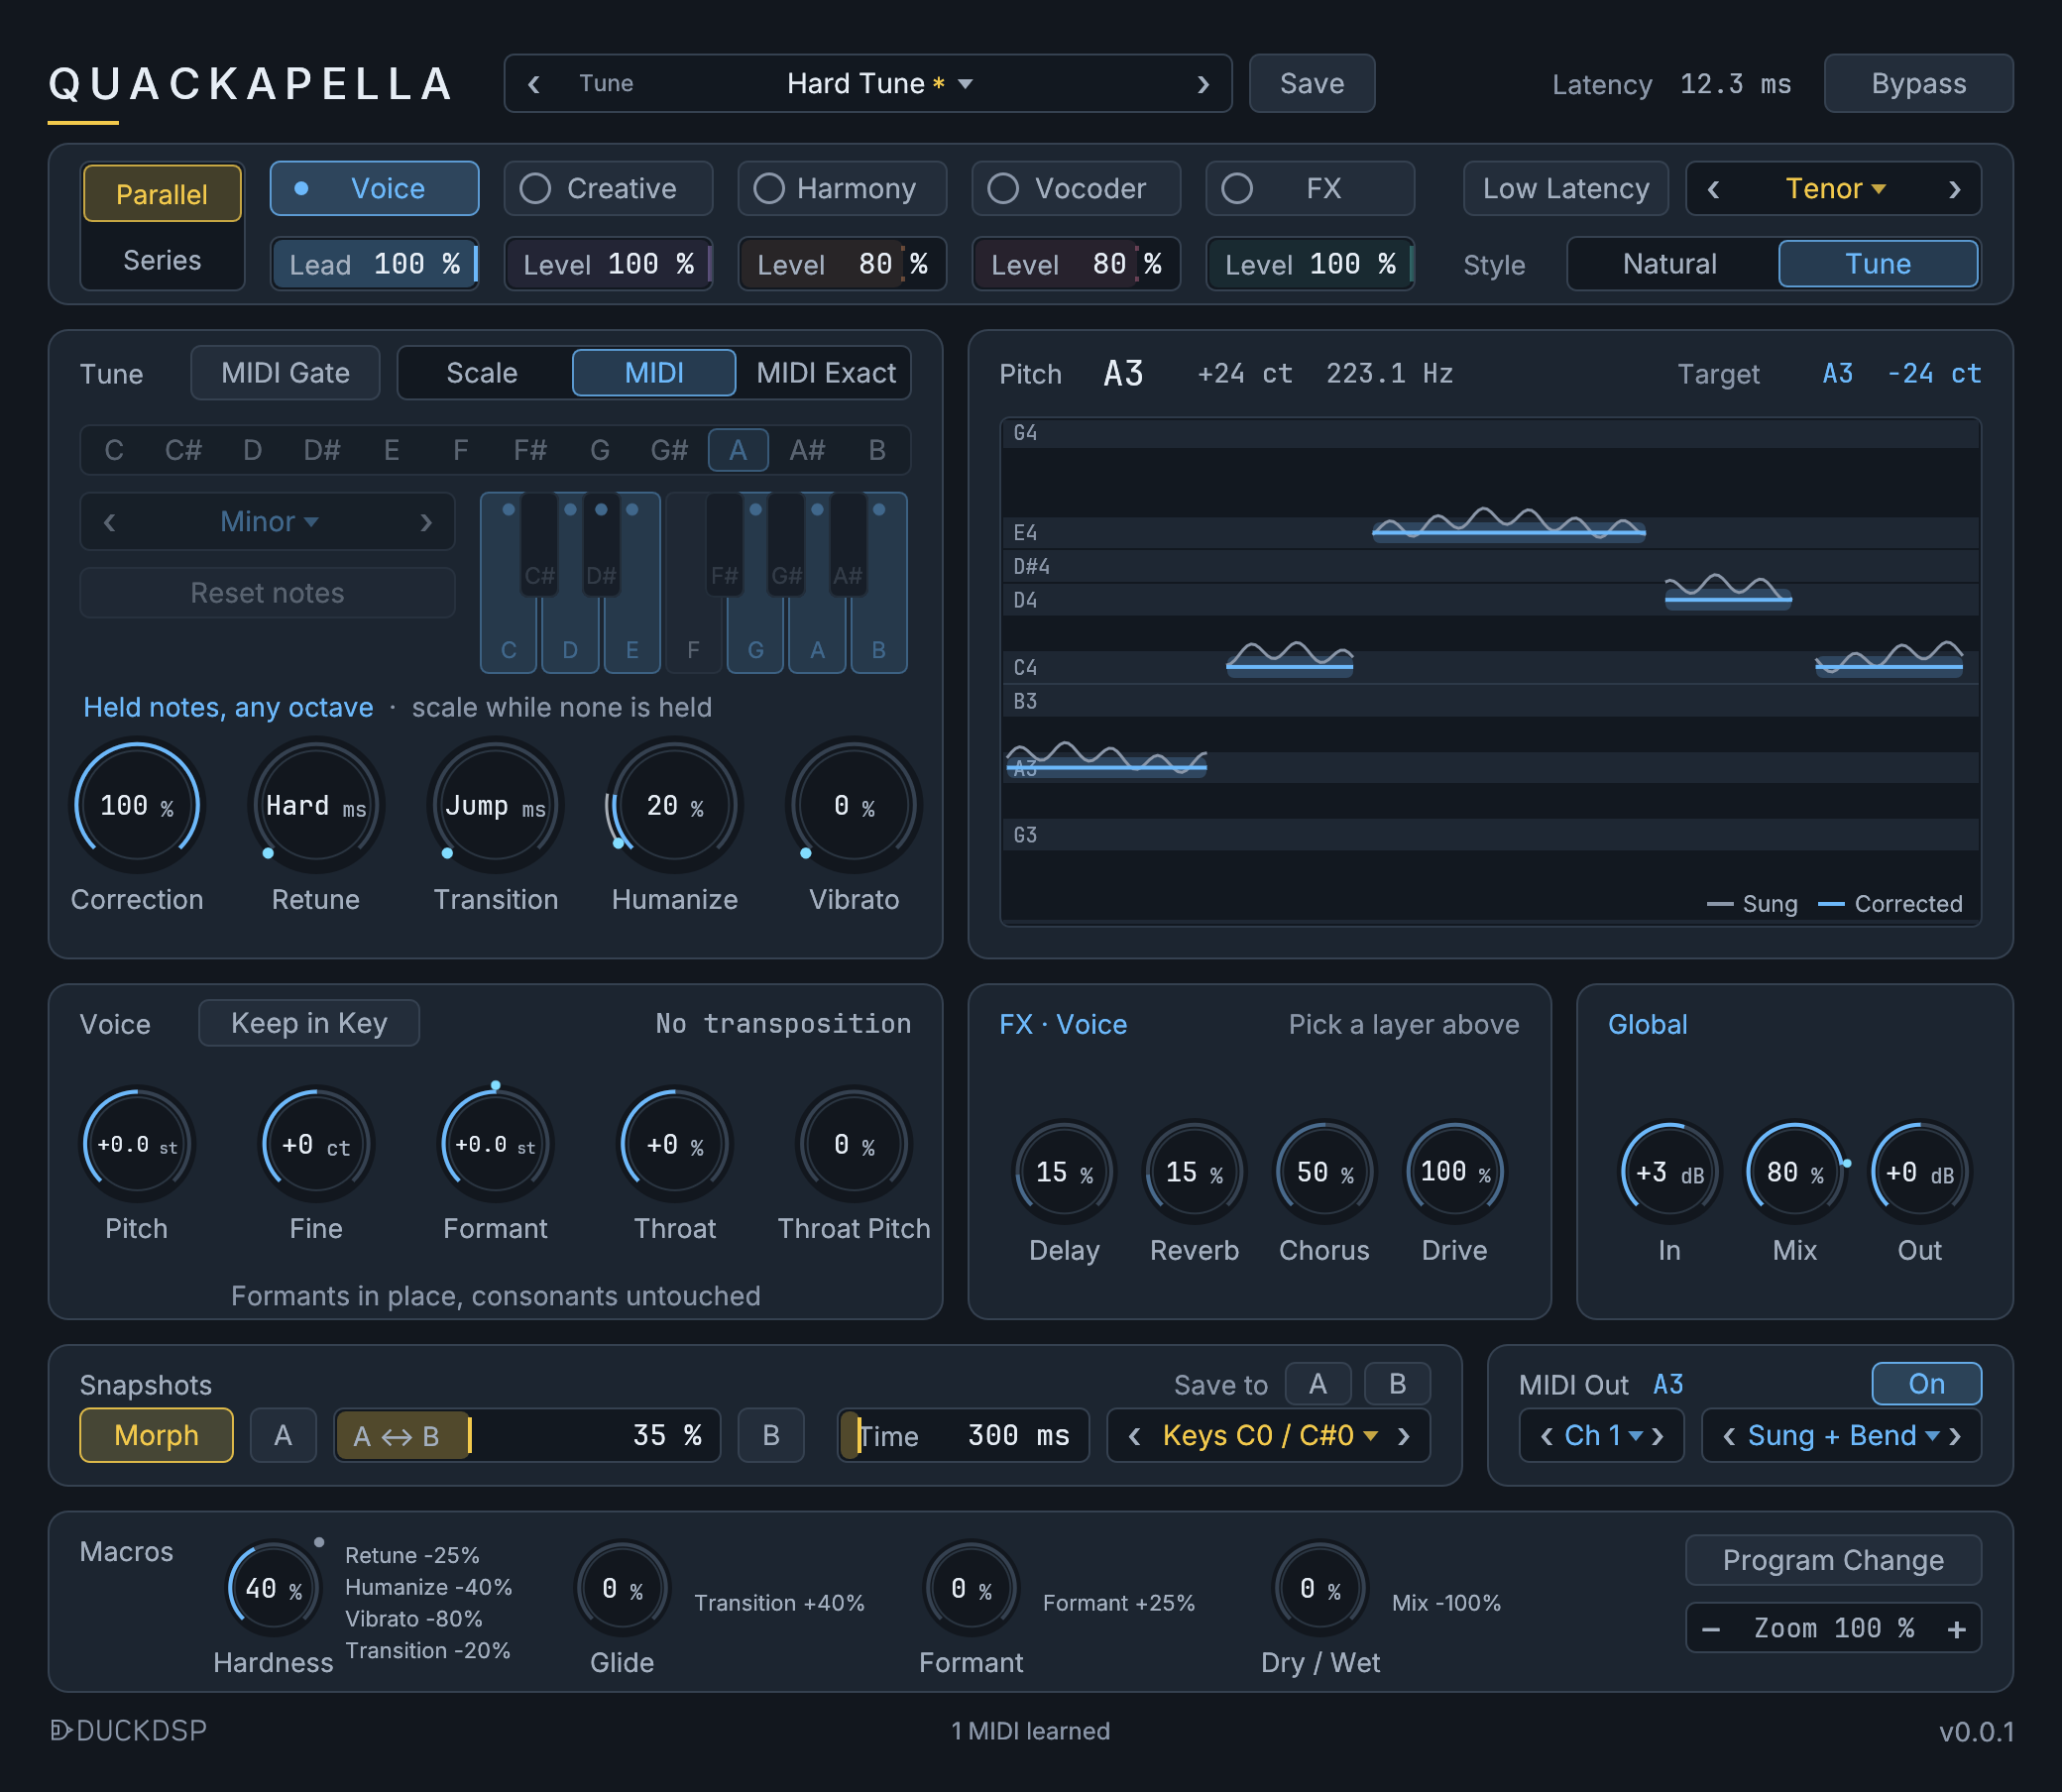 QUACKAPELLA
‹ Tune Hard Tune * ›
Save
Latency 12.3 ms
Bypass
Parallel
Voice
Creative
Harmony
Vocoder
FX
Low Latency
‹ Tenor ›
Series
Lead 100 %
Level 100 %
Level 80 %
Level 80 %
Level 100 %
Style
Natural
Tune
Tune
MIDI Gate
Scale
MIDI
MIDI Exact
C C# D D# E F F# G G# A A# B
‹ Minor ›
Reset notes
C# D# F# G# A#
C D E F G A B
Held notes, any octave · scale while none is held
100 %
Hard ms
Jump ms
20 %
0 %
Correction
Retune
Transition
Humanize
Vibrato
Pitch A3 +24 ct 223.1 Hz
Target A3 -24 ct
G4
E4
D#4
D4
C4
B3
A3
G3
Sung
Corrected
Voice
Keep in Key
No transposition
+0.0 st
+0 ct
+0.0 st
+0 %
0 %
Pitch
Fine
Formant
Throat
Throat Pitch
Formants in place, consonants untouched
FX · Voice
Pick a layer above
15 %
15 %
50 %
100 %
Delay
Reverb
Chorus
Drive
Global
+3 dB
80 %
+0 dB
In
Mix
Out
Snapshots
Save to
A
B
Morph
A
A ↔ B 35 %
B
Time 300 ms
‹ Keys C0 / C#0 ›
MIDI Out A3
On
‹ Ch 1 ›
‹ Sung + Bend ›
Macros
40 %
Hardness
Retune -25%
Humanize -40%
Vibrato -80%
Transition -20%
0 %
Glide
Transition +40%
0 %
Formant
Formant +25%
0 %
Dry / Wet
Mix -100%
Program Change
− Zoom 100 % +
DUCKDSP
1 MIDI learned
v0.0.1